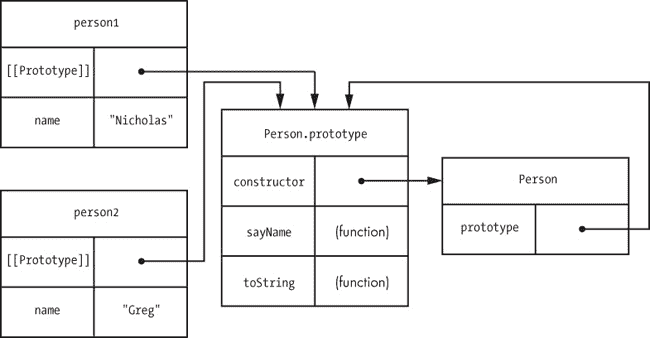 person1
[[Prototype]]
name "Nicholas"
person2
[[Prototype]]
name "Greg"
Person.prototype
constructor
sayName (function)
toString (function)
Person
prototype